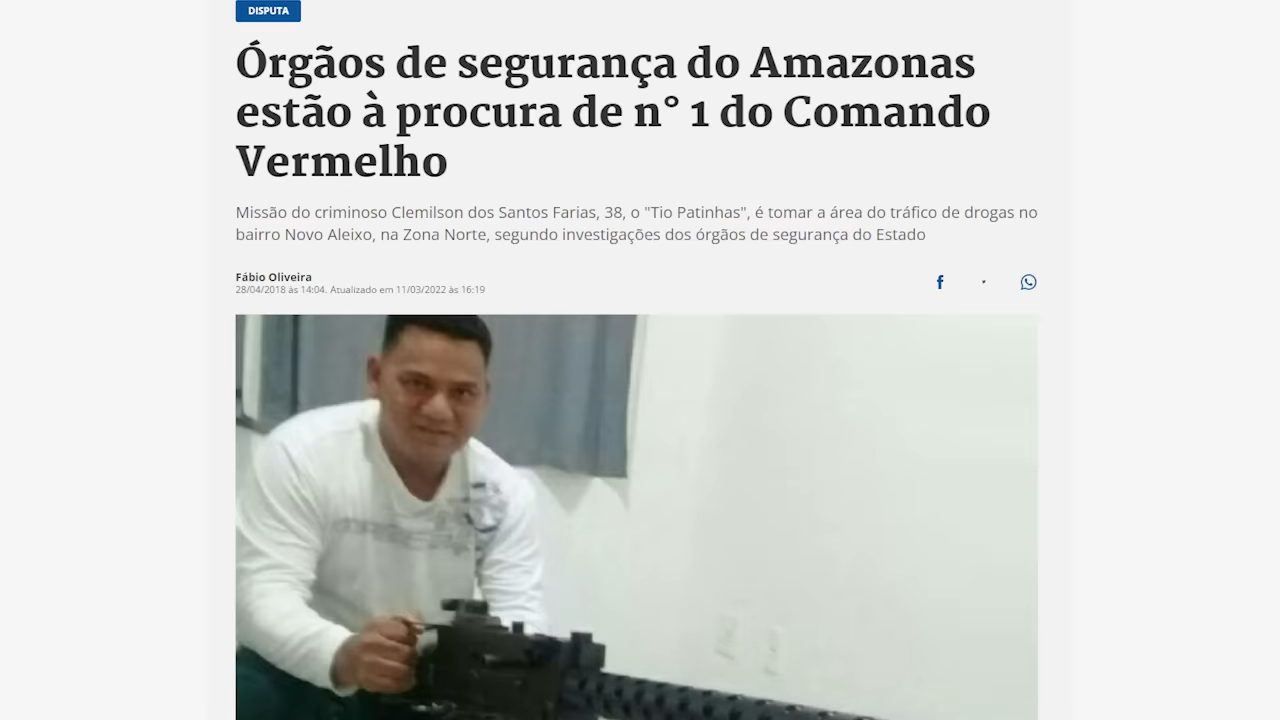 DISPUTA
Órgãos de segurança do Amazonas
estão à procura de n° 1 do Comando
Vermelho
Missão do criminoso Clemilson dos Santos Farias, 38, o "Tio Patinhas", é tomar a área do tráfico de drogas no
bairro Novo Aleixo, na Zona Norte, segundo investigações dos órgãos de segurança do Estado
Fábio Oliveira
28/04/2018 às 14:04. Atualizado em 11/03/2022 às 16:19